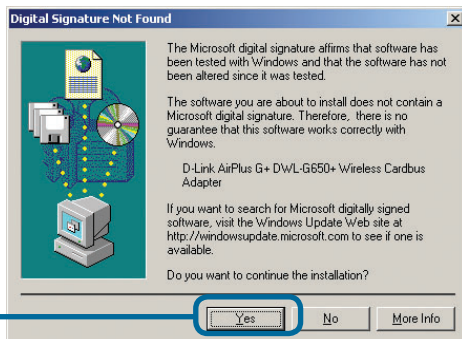 Digital Signature Not Found
The Microsoft digital signature affirms that software has
been tested with Windows and that the software has not
been altered since it was tested.
The software you are about to install does not contain a
Microsoft digital signature. Therefore, there is no
guarantee that this software works correctly with
Windows.
D-Link AirPlus G+ DWL-G650+ Wireless Cardbus
Adapter
If you want to search for Microsoft digitally signed
software, visit the Windows Update Web site at
http://windowsupdate.microsoft.com to see if one is
available.
Do you want to continue the installation?
Yes No More Info